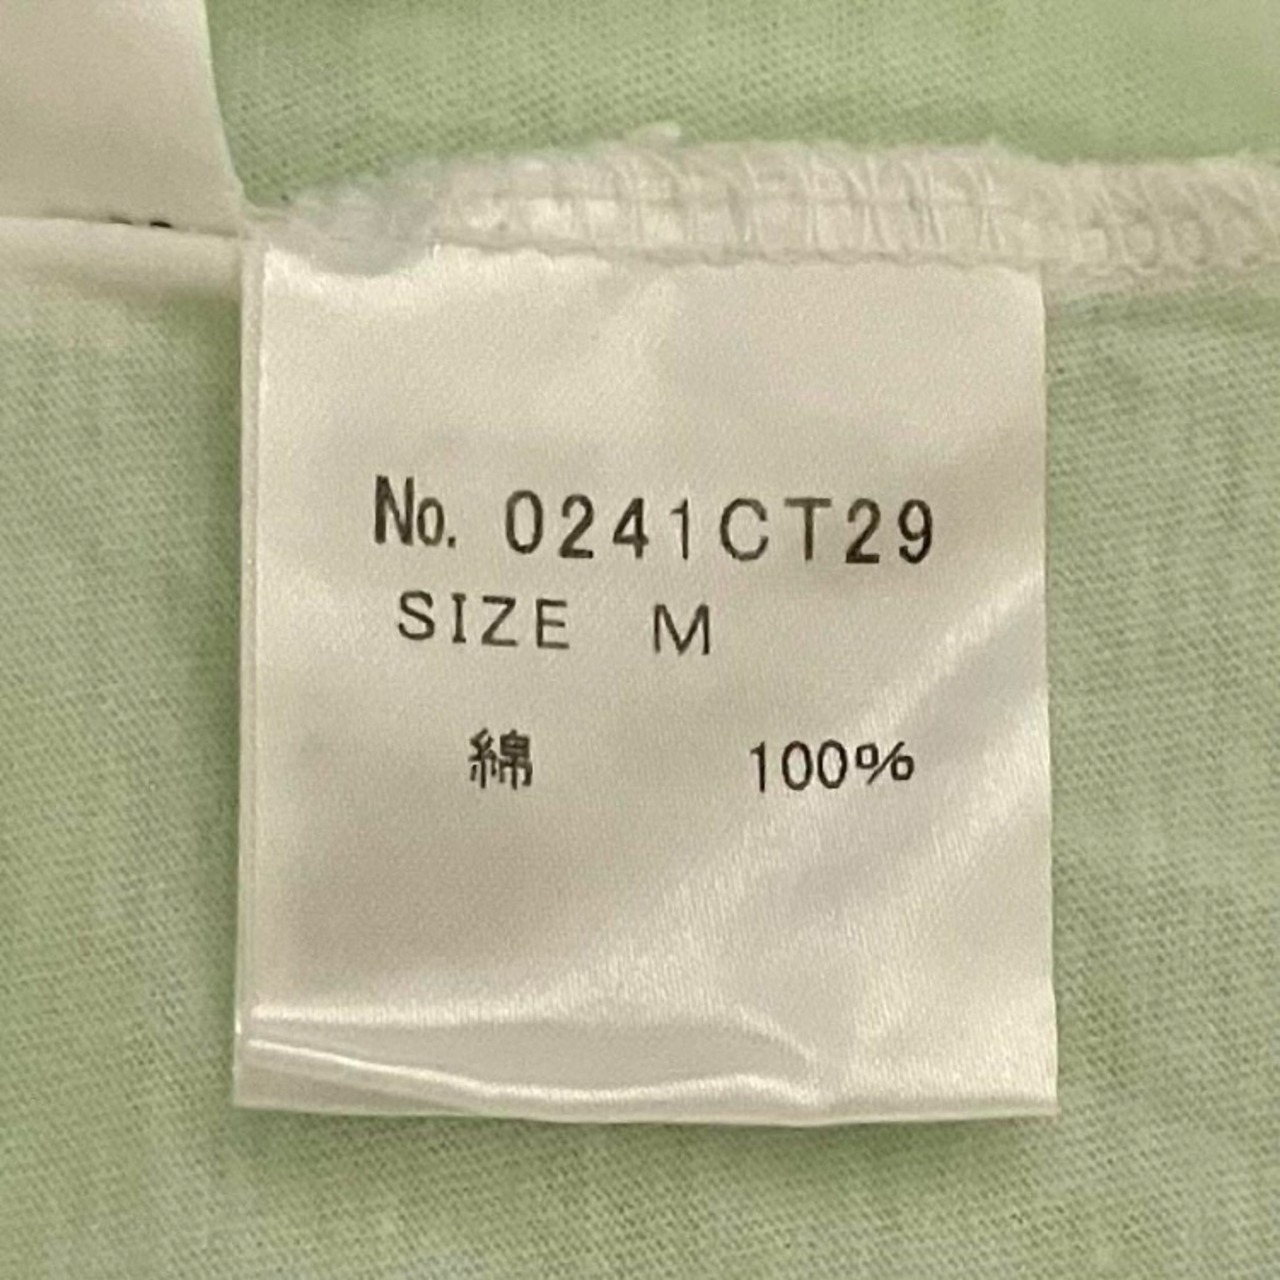 No. 0241CT29
SIZE M
綿 100%